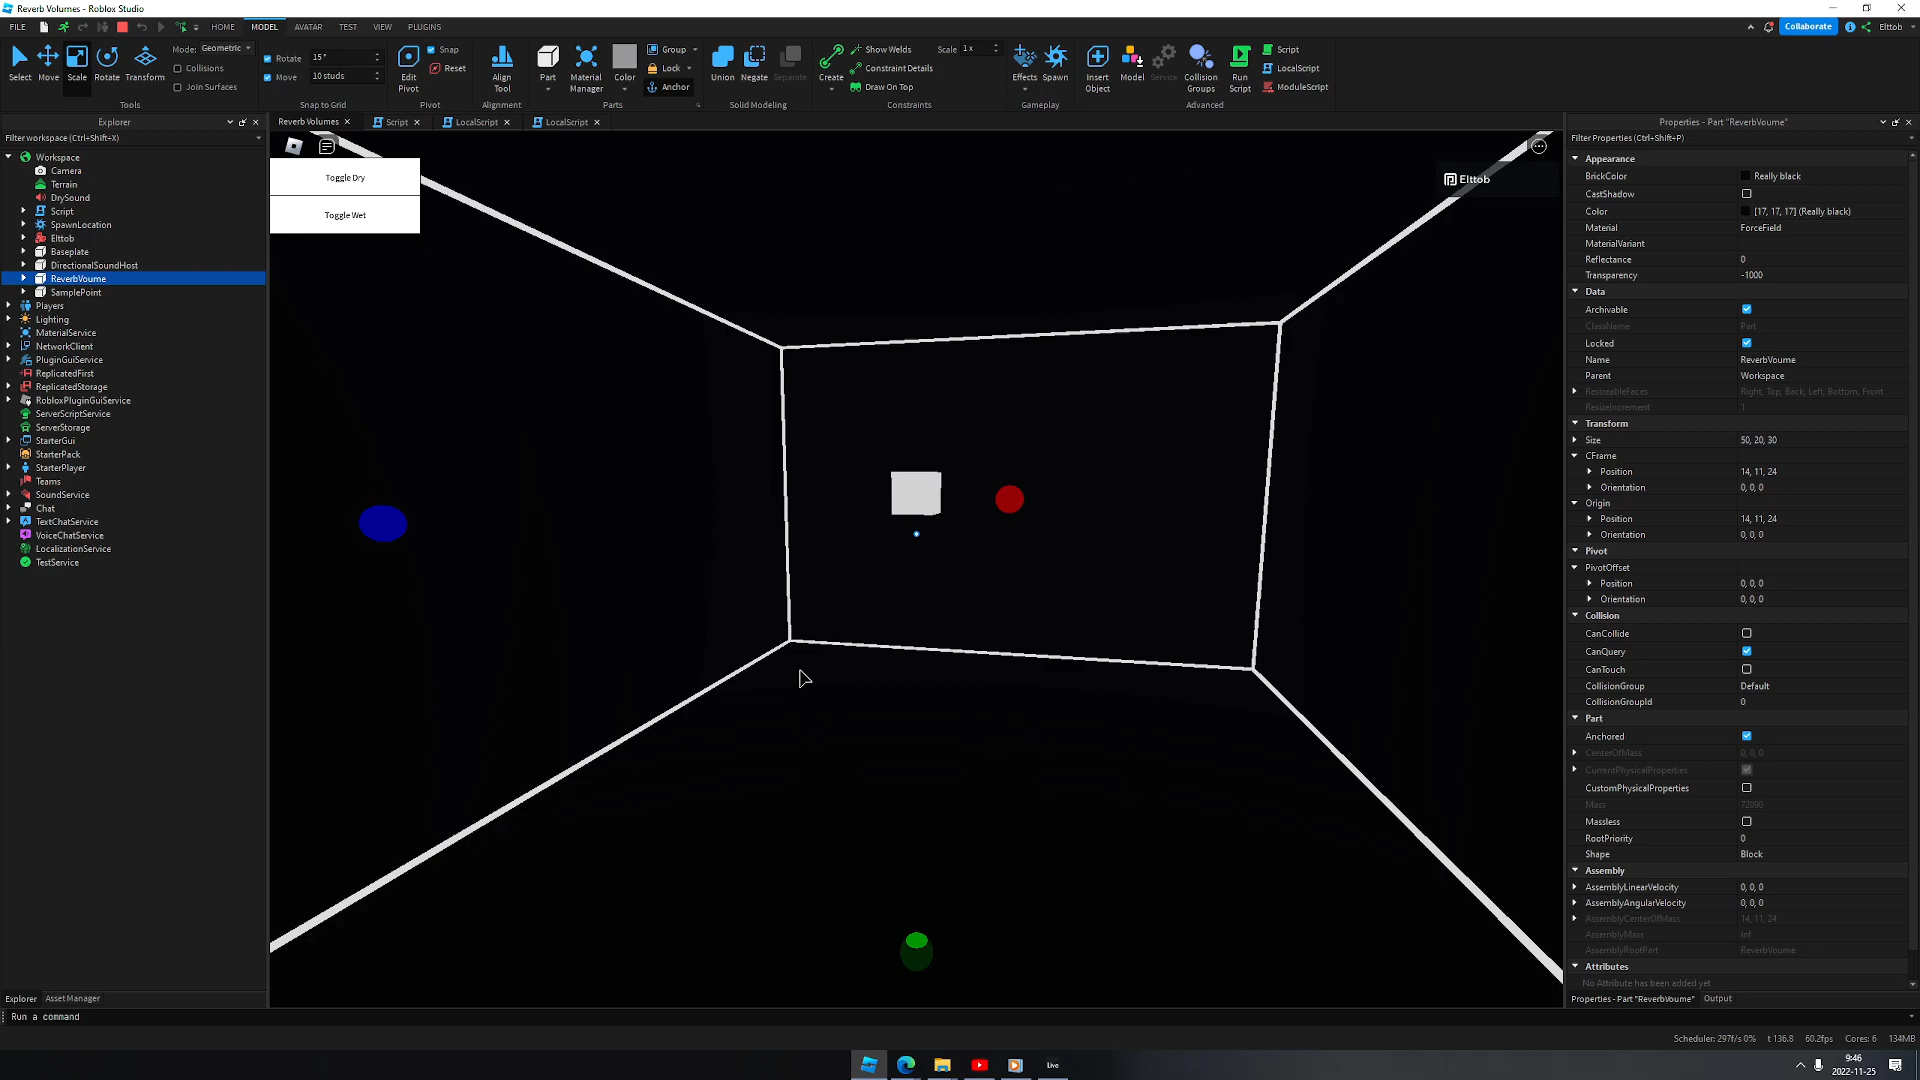 Reverb Volumes - Roblox Studio
FILE HOME MODEL AVATAR TEST VIEW PLUGINS Collaborate Elttob
Select Move Scale Rotate Transform Mode: Geometric Collisions Join Surfaces Tools
Rotate 15 ° Move 10 studs Snap to Grid
Edit Pivot Snap Reset Pivot
Align Tool Alignment
Part Material Manager Color Group Lock Anchor Parts
Union Negate Separate Solid Modeling
Create Show Welds Constraint Details Draw On Top Scale 1 x Constraints
Effects Spawn Gameplay
Insert Object Model Service Collision Groups Run Script Script LocalScript ModuleScript Advanced
Explorer
Filter workspace (Ctrl+Shift+X)
Workspace
Camera
Terrain
DrySound
Script
SpawnLocation
Elttob
Baseplate
DirectionalSoundHost
ReverbVoume
SamplePoint
Players
Lighting
MaterialService
NetworkClient
PluginGuiService
ReplicatedFirst
ReplicatedStorage
RobloxPluginGuiService
ServerScriptService
ServerStorage
StarterGui
StarterPack
StarterPlayer
Teams
SoundService
Chat
TextChatService
VoiceChatService
LocalizationService
TestService
Explorer Asset Manager
Run a command
Reverb Volumes Script LocalScript LocalScript
Toggle Dry
Toggle Wet
Elttob
Properties - Part "ReverbVoume"
Filter Properties (Ctrl+Shift+P)
Appearance
BrickColor Really black
CastShadow
Color [17, 17, 17] (Really black)
Material ForceField
MaterialVariant
Reflectance 0
Transparency -1000
Data
Archivable
ClassName Part
Locked
Name ReverbVoume
Parent Workspace
ResizeableFaces Right, Top, Back, Left, Bottom, Front
ResizeIncrement 1
Transform
Size 50, 20, 30
CFrame
Position 14, 11, 24
Orientation 0, 0, 0
Origin
Position 14, 11, 24
Orientation 0, 0, 0
Pivot
PivotOffset
Position 0, 0, 0
Orientation 0, 0, 0
Collision
CanCollide
CanQuery
CanTouch
CollisionGroup Default
CollisionGroupId 0
Part
Anchored
CenterOfMass 0, 0, 0
CurrentPhysicalProperties
CustomPhysicalProperties
Mass
Massless
RootPriority 0
Shape Block
Assembly
AssemblyLinearVelocity 0, 0, 0
AssemblyAngularVelocity 0, 0, 0
AssemblyCenterOfMass 14, 11, 24
AssemblyMass inf
AssemblyRootPart ReverbVoume
Attributes
No Attribute has been added yet
Properties - Part "ReverbVoume" Output
Scheduler: 297f/s 0% t 136.8 60.2fps Cores: 6 134MB
Live
9:46
2022-11-25